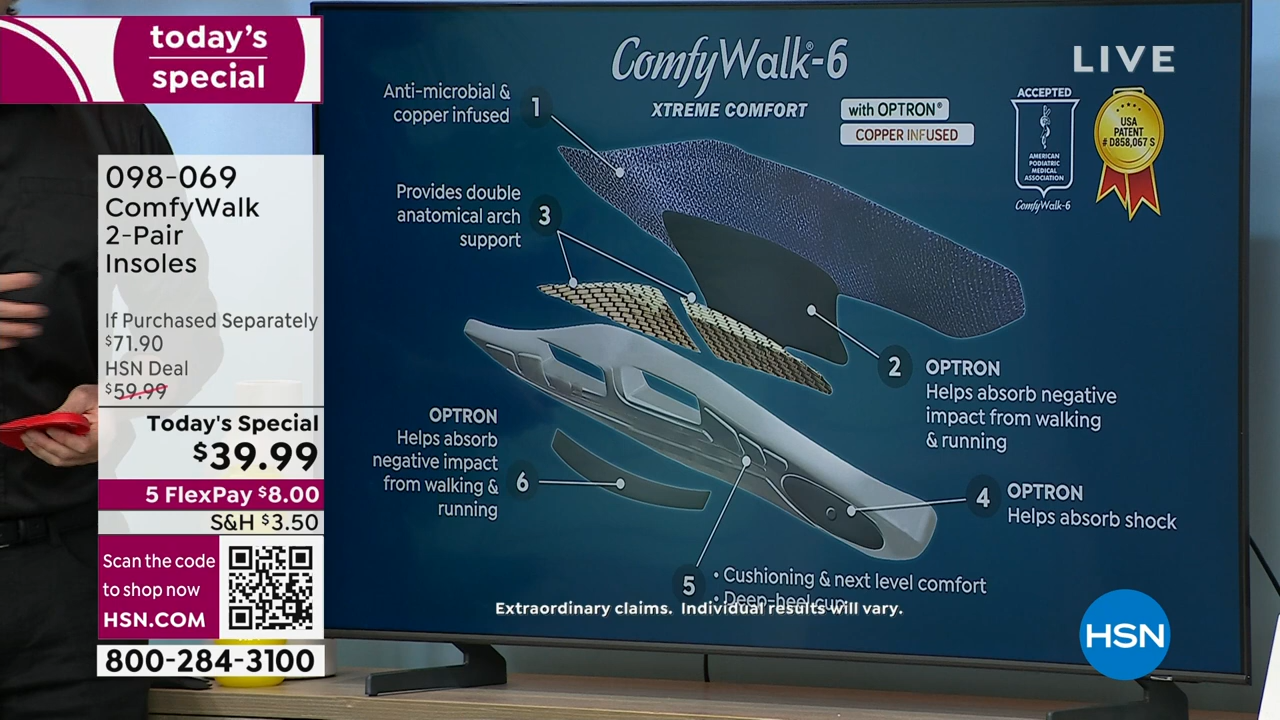 today's
special
098-069
ComfyWalk
2-Pair
Insoles
If Purchased Separately
$71.90
HSN Deal
$59.99
Today's Special
$39.99
5 FlexPay $8.00
S&H $3.50
Scan the code
to shop now
HSN.COM
800-284-3100
ComfyWalk®-6
XTREME COMFORT
with OPTRON®
COPPER INFUSED
LIVE
ACCEPTED
AMERICAN
PODIATRIC
MEDICAL
ASSOCIATION
ComfyWalk-6
USA
PATENT
# D858,067 S
Anti-microbial &
copper infused
1
Provides double
anatomical arch
support
3
2
OPTRON
Helps absorb negative
impact from walking
& running
OPTRON
Helps absorb
negative impact
from walking &
running
6
4
OPTRON
Helps absorb shock
5
• Cushioning & next level comfort
• Deep-heel cup
Extraordinary claims. Individual results will vary.
HSN